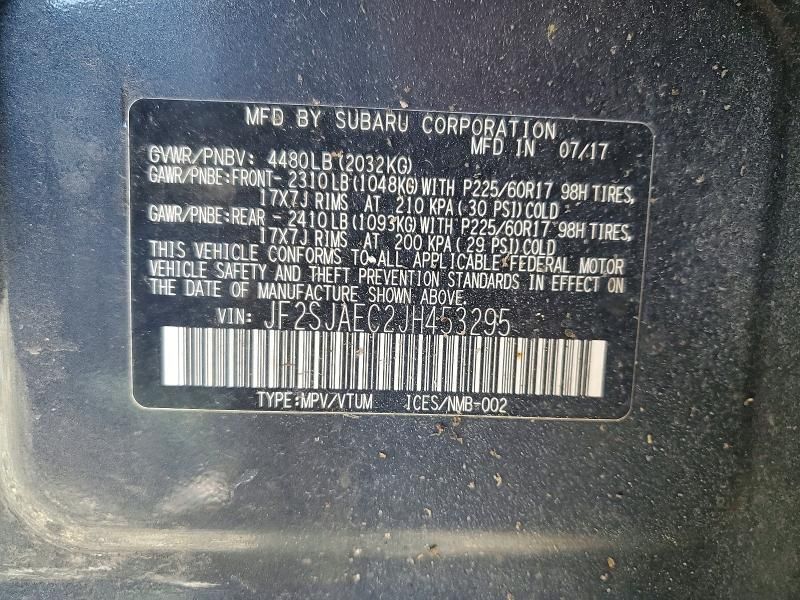 MFD BY SUBARU CORPORATION
MFD IN 07/17
GVWR/PNBV: 4480LB(2032KG)
GAWR/PNBE:FRONT- 2310LB(1048KG)WITH P225/60R17 98H TIRES,
17X7J RIMS AT 210 KPA( 30 PSI)COLD
GAWR/PNBE:REAR - 2410LB(1093KG)WITH P225/60R17 98H TIRES,
17X7J RIMS AT 200 KPA( 29 PSI)COLD
THIS VEHICLE CONFORMS TO ALL APPLICABLE FEDERAL MOTOR
VEHICLE SAFETY AND THEFT PREVENTION STANDARDS IN EFFECT ON
THE DATE OF MANUFACTURE SHOWN ABOVE.
VIN: JF2SJAEC2JH453295
TYPE:MPV/VTUM ICES/NMB-002